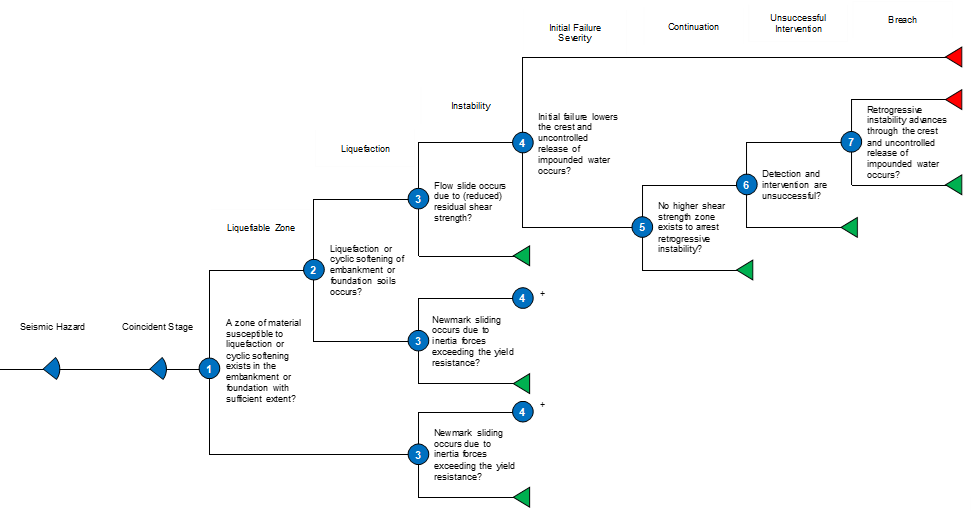 Initial Failure
Severity
Continuation
Unsuccessful
Intervention
Breach
Instability
Initial failure lowers
the crest and
uncontrolled
release of
impounded water
occurs?
4
Retrogressive
instability advances
through the crest
and uncontrolled
release of
impounded water
occurs?
7
Liquefaction
Flow slide occurs
due to (reduced)
residual shear
strength?
3
Detection and
intervention are
unsuccessful?
6
No higher shear
strength zone
exists to arrest
retrogressive
instability?
5
Liquefiable Zone
Liquefaction or
cyclic softening of
embankment or
foundation soils
occurs?
2
4
+
Newmark sliding
occurs due to
inertia forces
exceeding the yield
resistance?
3
Seismic Hazard
Coincident Stage
A zone of material
susceptible to
liquefaction or
cyclic softening
exists in the
embankment or
foundation with
sufficient extent?
1
4
+
Newmark sliding
occurs due to
inertia forces
exceeding the yield
resistance?
3